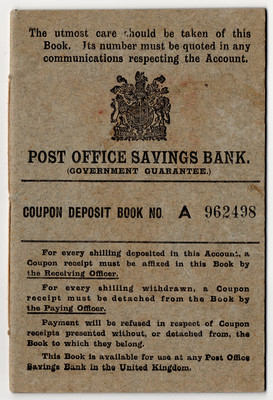 The utmost care should be taken of this
Book. Its number must be quoted in any
communications respecting the Account.
POST OFFICE SAVINGS BANK.
(GOVERNMENT GUARANTEE.)
COUPON DEPOSIT BOOK NO. A 962498
For every shilling deposited in this Account, a
Coupon receipt must be affixed in this Book by
the Receiving Officer.
For every shilling withdrawn, a Coupon
receipt must be detached from the Book by
the Paying Officer.
Payment will be refused in respect of Coupon
receipts presented without, or detached from, the
Book to which they belong.
This Book is available for use at any Post Office
Savings Bank in the United Kingdom.